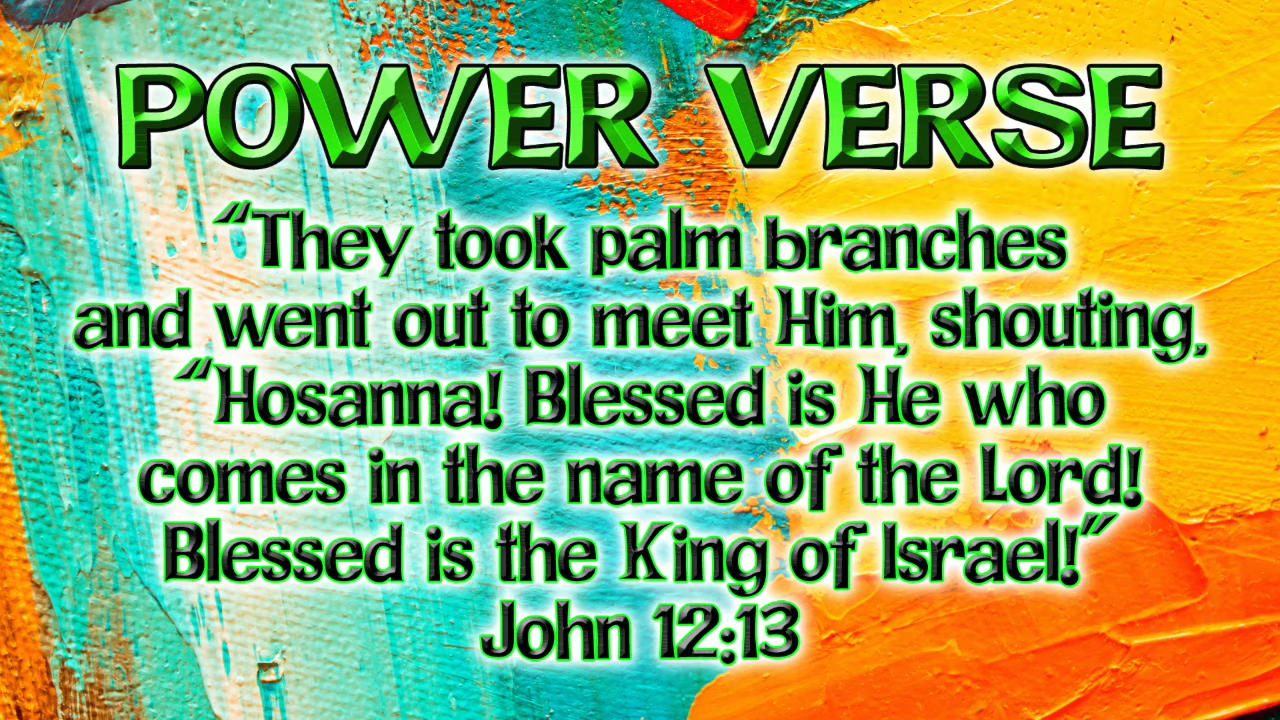 POWER VERSE
“They took palm branches
and went out to meet Him, shouting,
“Hosanna! Blessed is He who
comes in the name of the Lord!
Blessed is the King of Israel!”
John 12:13